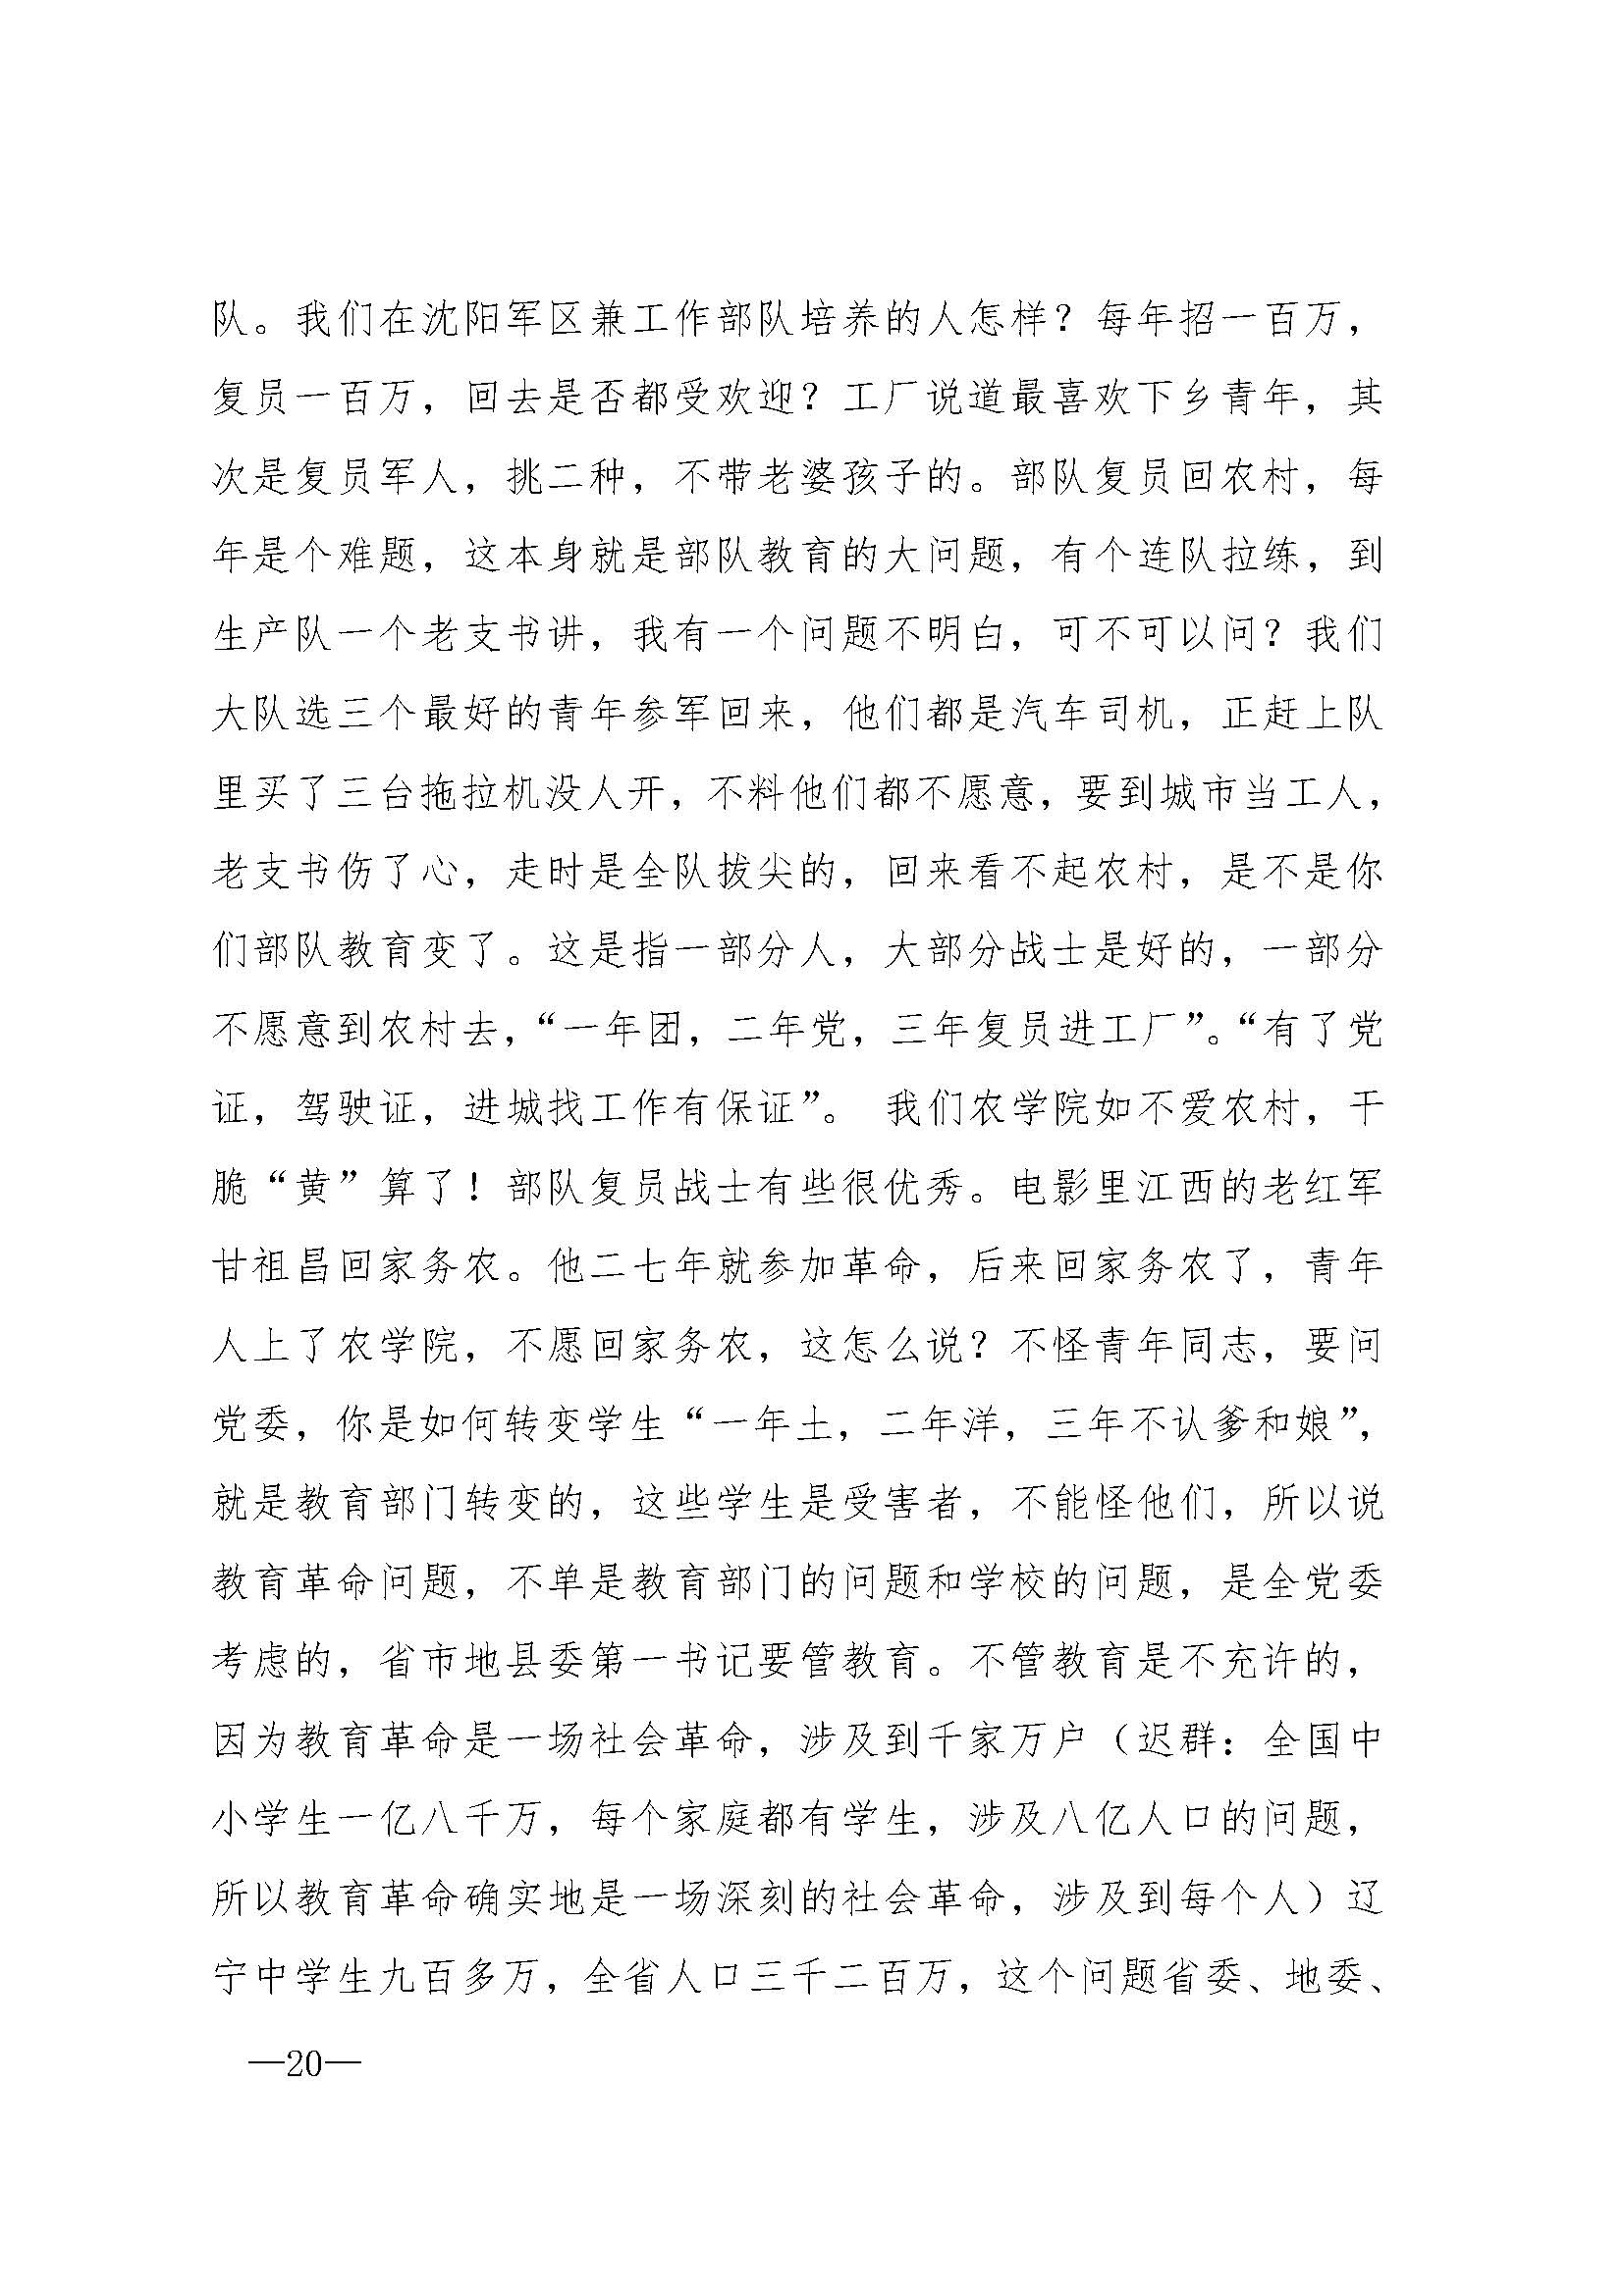 队。我们在沈阳军区兼工作部队培养的人怎样？每年招一百万，
复员一百万，回去是否都受欢迎？工厂说道最喜欢下乡青年，其
次是复员军人，挑二种，不带老婆孩子的。部队复员回农村，每
年是个难题，这本身就是部队教育的大问题，有个连队拉练，到
生产队一个老支书讲，我有一个问题不明白，可不可以问？我们
大队选三个最好的青年参军回来，他们都是汽车司机，正赶上队
里买了三台拖拉机没人开，不料他们都不愿意，要到城市当工人，
老支书伤了心，走时是全队拔尖的，回来看不起农村，是不是你
们部队教育变了。这是指一部分人，大部分战士是好的，一部分
不愿意到农村去，“一年团，二年党，三年复员进工厂”。“有了党
证，驾驶证，进城找工作有保证”。 我们农学院如不爱农村，干
脆“黄”算了！部队复员战士有些很优秀。电影里江西的老红军
甘祖昌回家务农。他二七年就参加革命，后来回家务农了，青年
人上了农学院，不愿回家务农，这怎么说？不怪青年同志，要问
党委，你是如何转变学生“一年土，二年洋，三年不认爹和娘”，
就是教育部门转变的，这些学生是受害者，不能怪他们，所以说
教育革命问题，不单是教育部门的问题和学校的问题，是全党委
考虑的，省市地县委第一书记要管教育。不管教育是不充许的，
因为教育革命是一场社会革命，涉及到千家万户（迟群：全国中
小学生一亿八千万，每个家庭都有学生，涉及八亿人口的问题，
所以教育革命确实地是一场深刻的社会革命，涉及到每个人）辽
宁中学生九百多万，全省人口三千二百万，这个问题省委、地委、
—20—